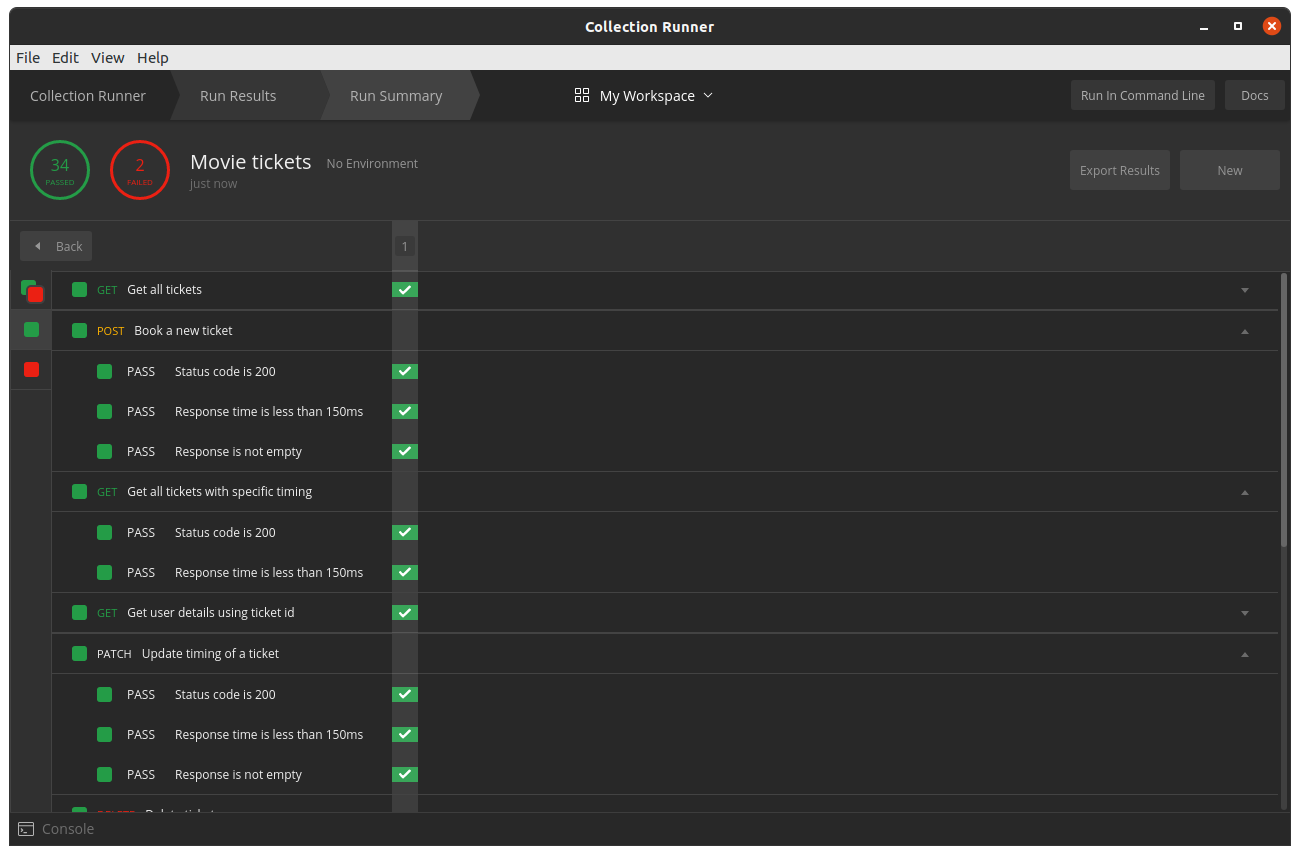 Collection Runner
File Edit View Help
Collection Runner Run Results Run Summary My Workspace Run In Command Line Docs
34 PASSED 2 FAILED Movie tickets No Environment
just now
Export Results New
Back 1
GET Get all tickets
POST Book a new ticket
PASS Status code is 200
PASS Response time is less than 150ms
PASS Response is not empty
GET Get all tickets with specific timing
PASS Status code is 200
PASS Response time is less than 150ms
GET Get user details using ticket id
PATCH Update timing of a ticket
PASS Status code is 200
PASS Response time is less than 150ms
PASS Response is not empty
Console